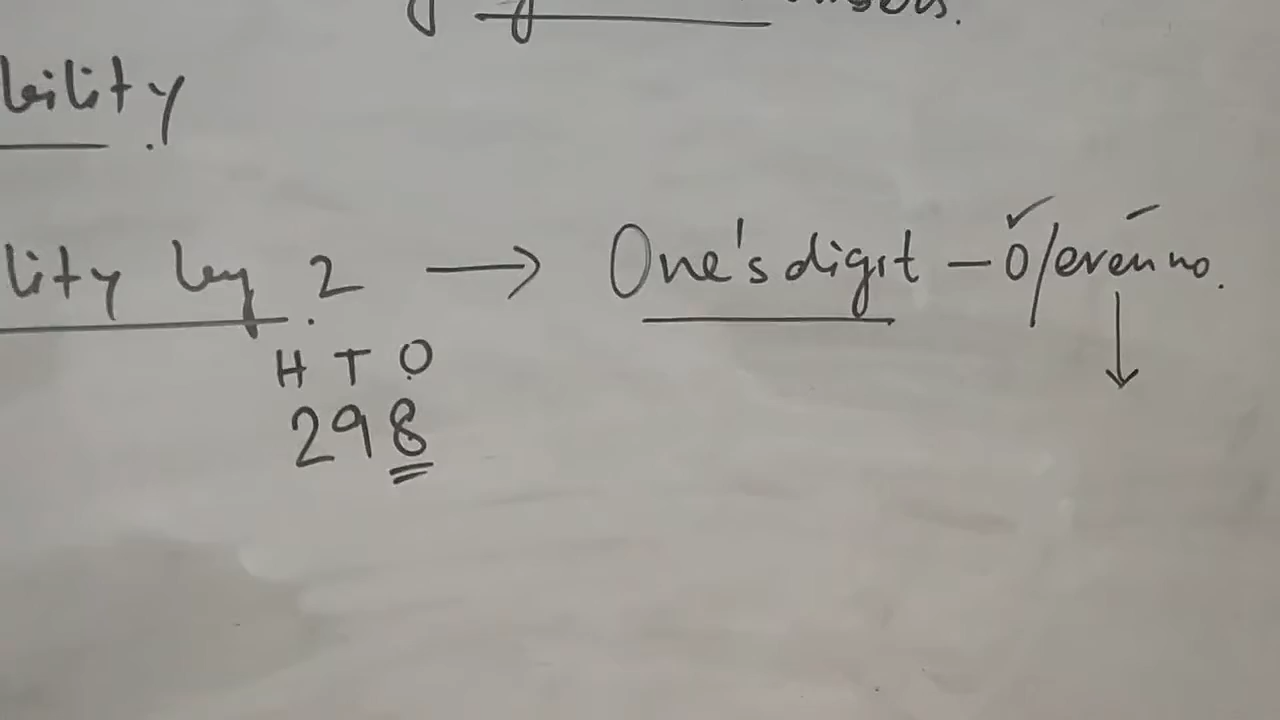 bility
lity by 2 → One's digit – 0/even no.
H T O
298